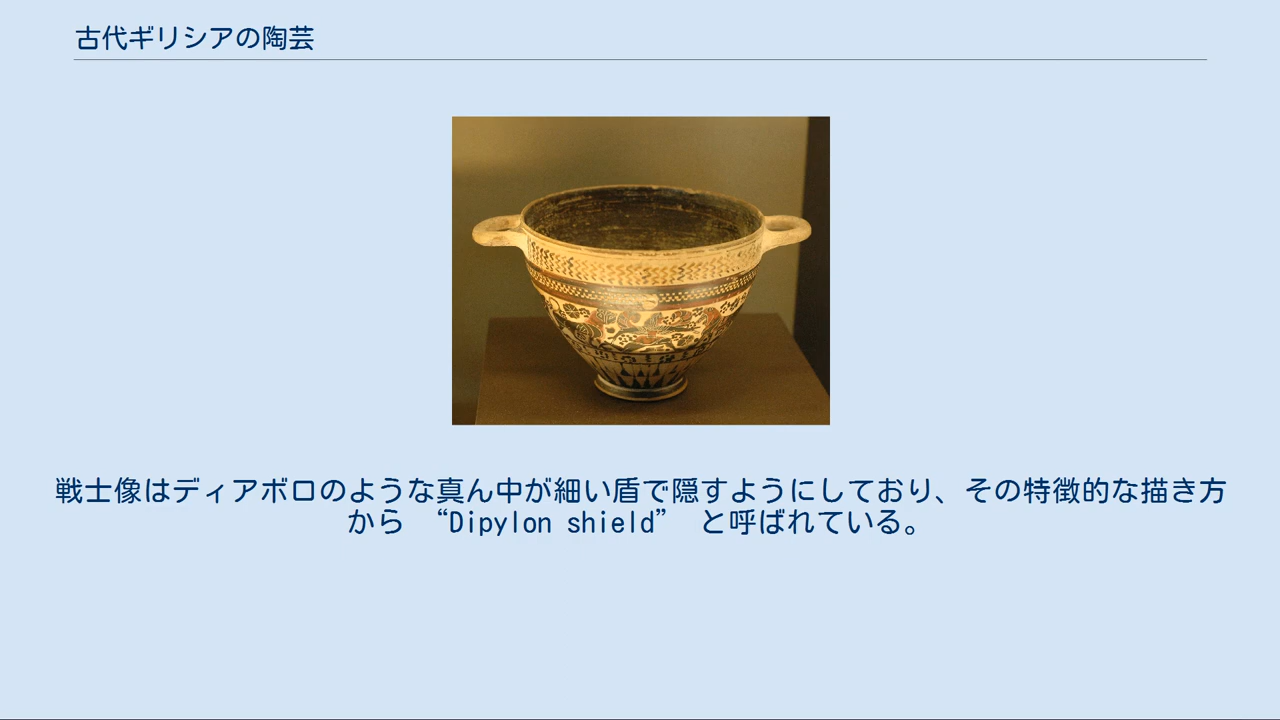 古代ギリシアの陶芸
戦士像はディアボロのような真ん中が細い盾で隠すようにしており、その特徴的な描き方
から　“Dipylon shield”　と呼ばれている。